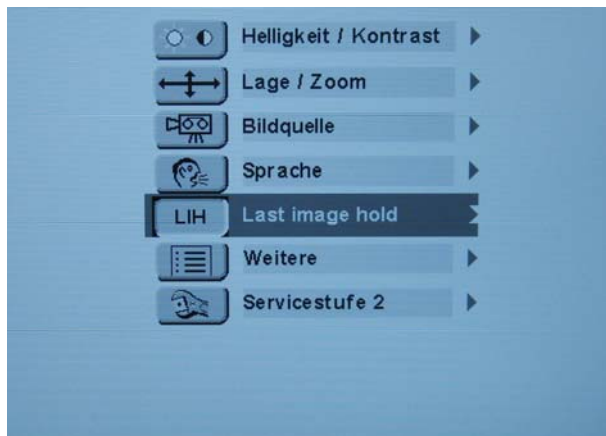 Helligkeit / Kontrast
Lage / Zoom
Bildquelle
Sprache
LIH Last image hold
Weitere
Servicestufe 2